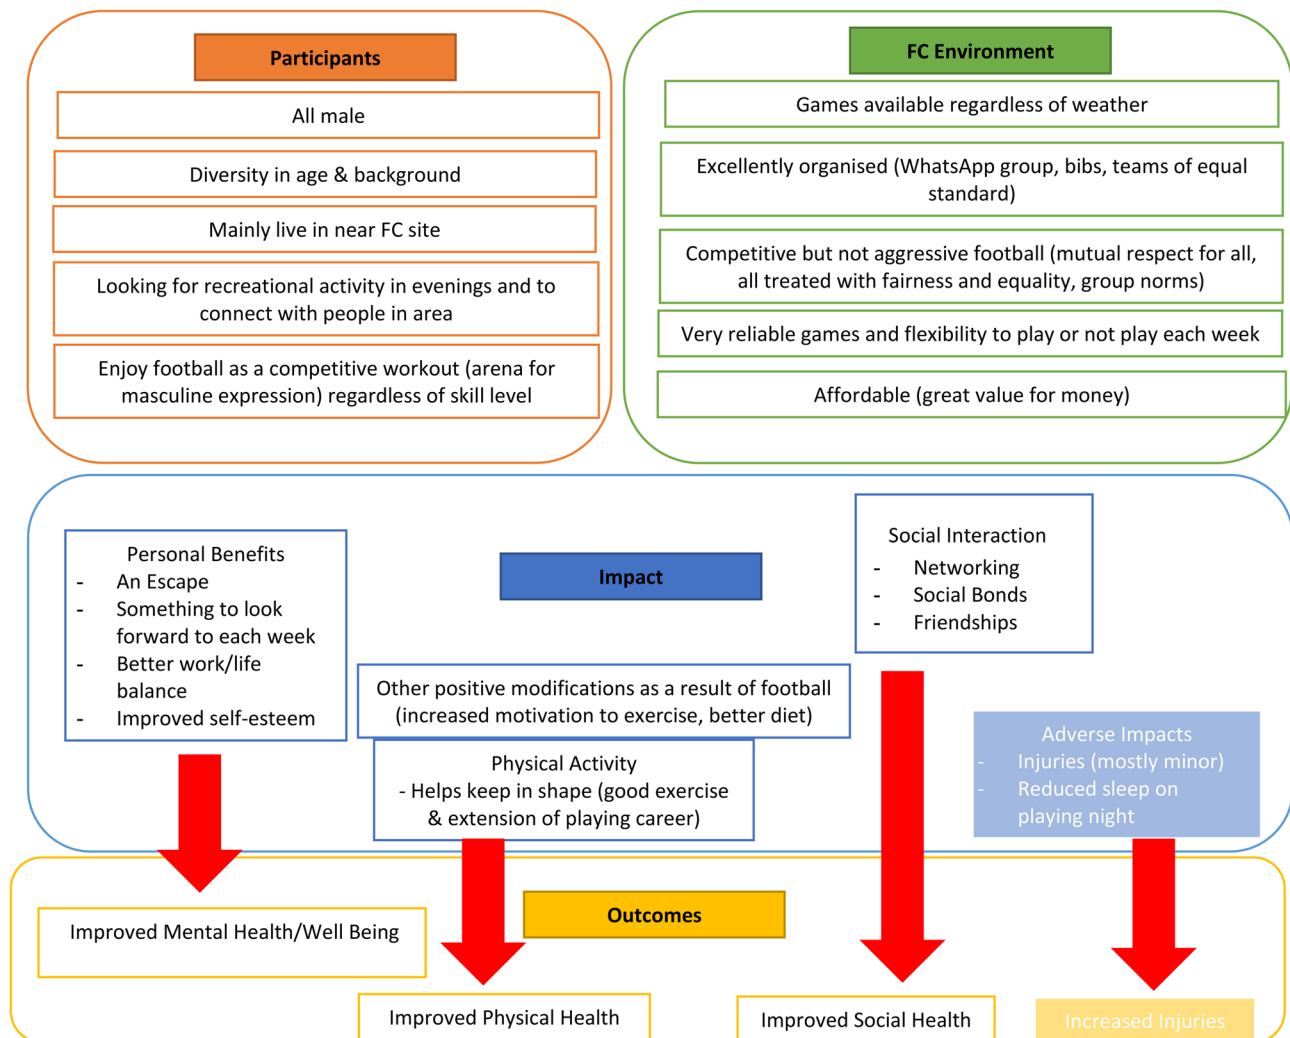 Participants
All male
Diversity in age & background
Mainly live in near FC site
Looking for recreational activity in evenings and to
connect with people in area
Enjoy football as a competitive workout (arena for
masculine expression) regardless of skill level
FC Environment
Games available regardless of weather
Excellently organised (WhatsApp group, bibs, teams of equal
standard)
Competitive but not aggressive football (mutual respect for all,
all treated with fairness and equality, group norms)
Very reliable games and flexibility to play or not play each week
Affordable (great value for money)
Impact
Personal Benefits
- An Escape
- Something to look
forward to each week
- Better work/life
balance
- Improved self-esteem
Other positive modifications as a result of football
(increased motivation to exercise, better diet)
Physical Activity
- Helps keep in shape (good exercise
& extension of playing career)
Social Interaction
- Networking
- Social Bonds
- Friendships
Adverse Impacts
- Injuries (mostly minor)
- Reduced sleep on
playing night
Outcomes
Improved Mental Health/Well Being
Improved Physical Health
Improved Social Health
Increased Injuries